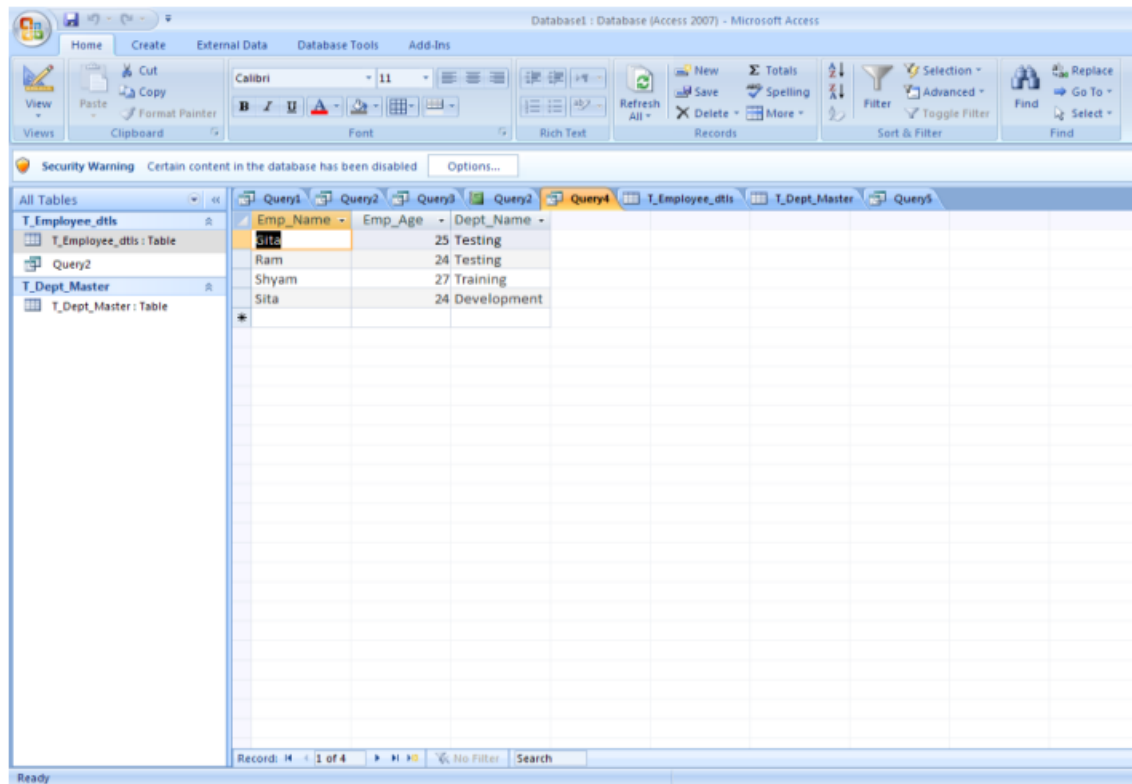 Database1 : Database (Access 2007) - Microsoft Access
Home Create External Data Database Tools Add-Ins
View
Views
Paste
Cut
Copy
Format Painter
Clipboard
Calibri 11
B I U A
Font
Rich Text
Refresh All
New
Save
Delete
Σ Totals
Spelling
More
Records
Filter
Selection
Advanced
Toggle Filter
Sort & Filter
Find
Replace
Go To
Select
Find
Security Warning Certain content in the database has been disabled Options...
All Tables
T_Employee_dtls
T_Employee_dtls : Table
Query2
T_Dept_Master
T_Dept_Master : Table
Query1 Query2 Query3 Query2 Query4 T_Employee_dtls T_Dept_Master Query5
Emp_Name Emp_Age Dept_Name
Gita 25 Testing
Ram 24 Testing
Shyam 27 Training
Sita 24 Development
Record: 1 of 4 No Filter Search
Ready